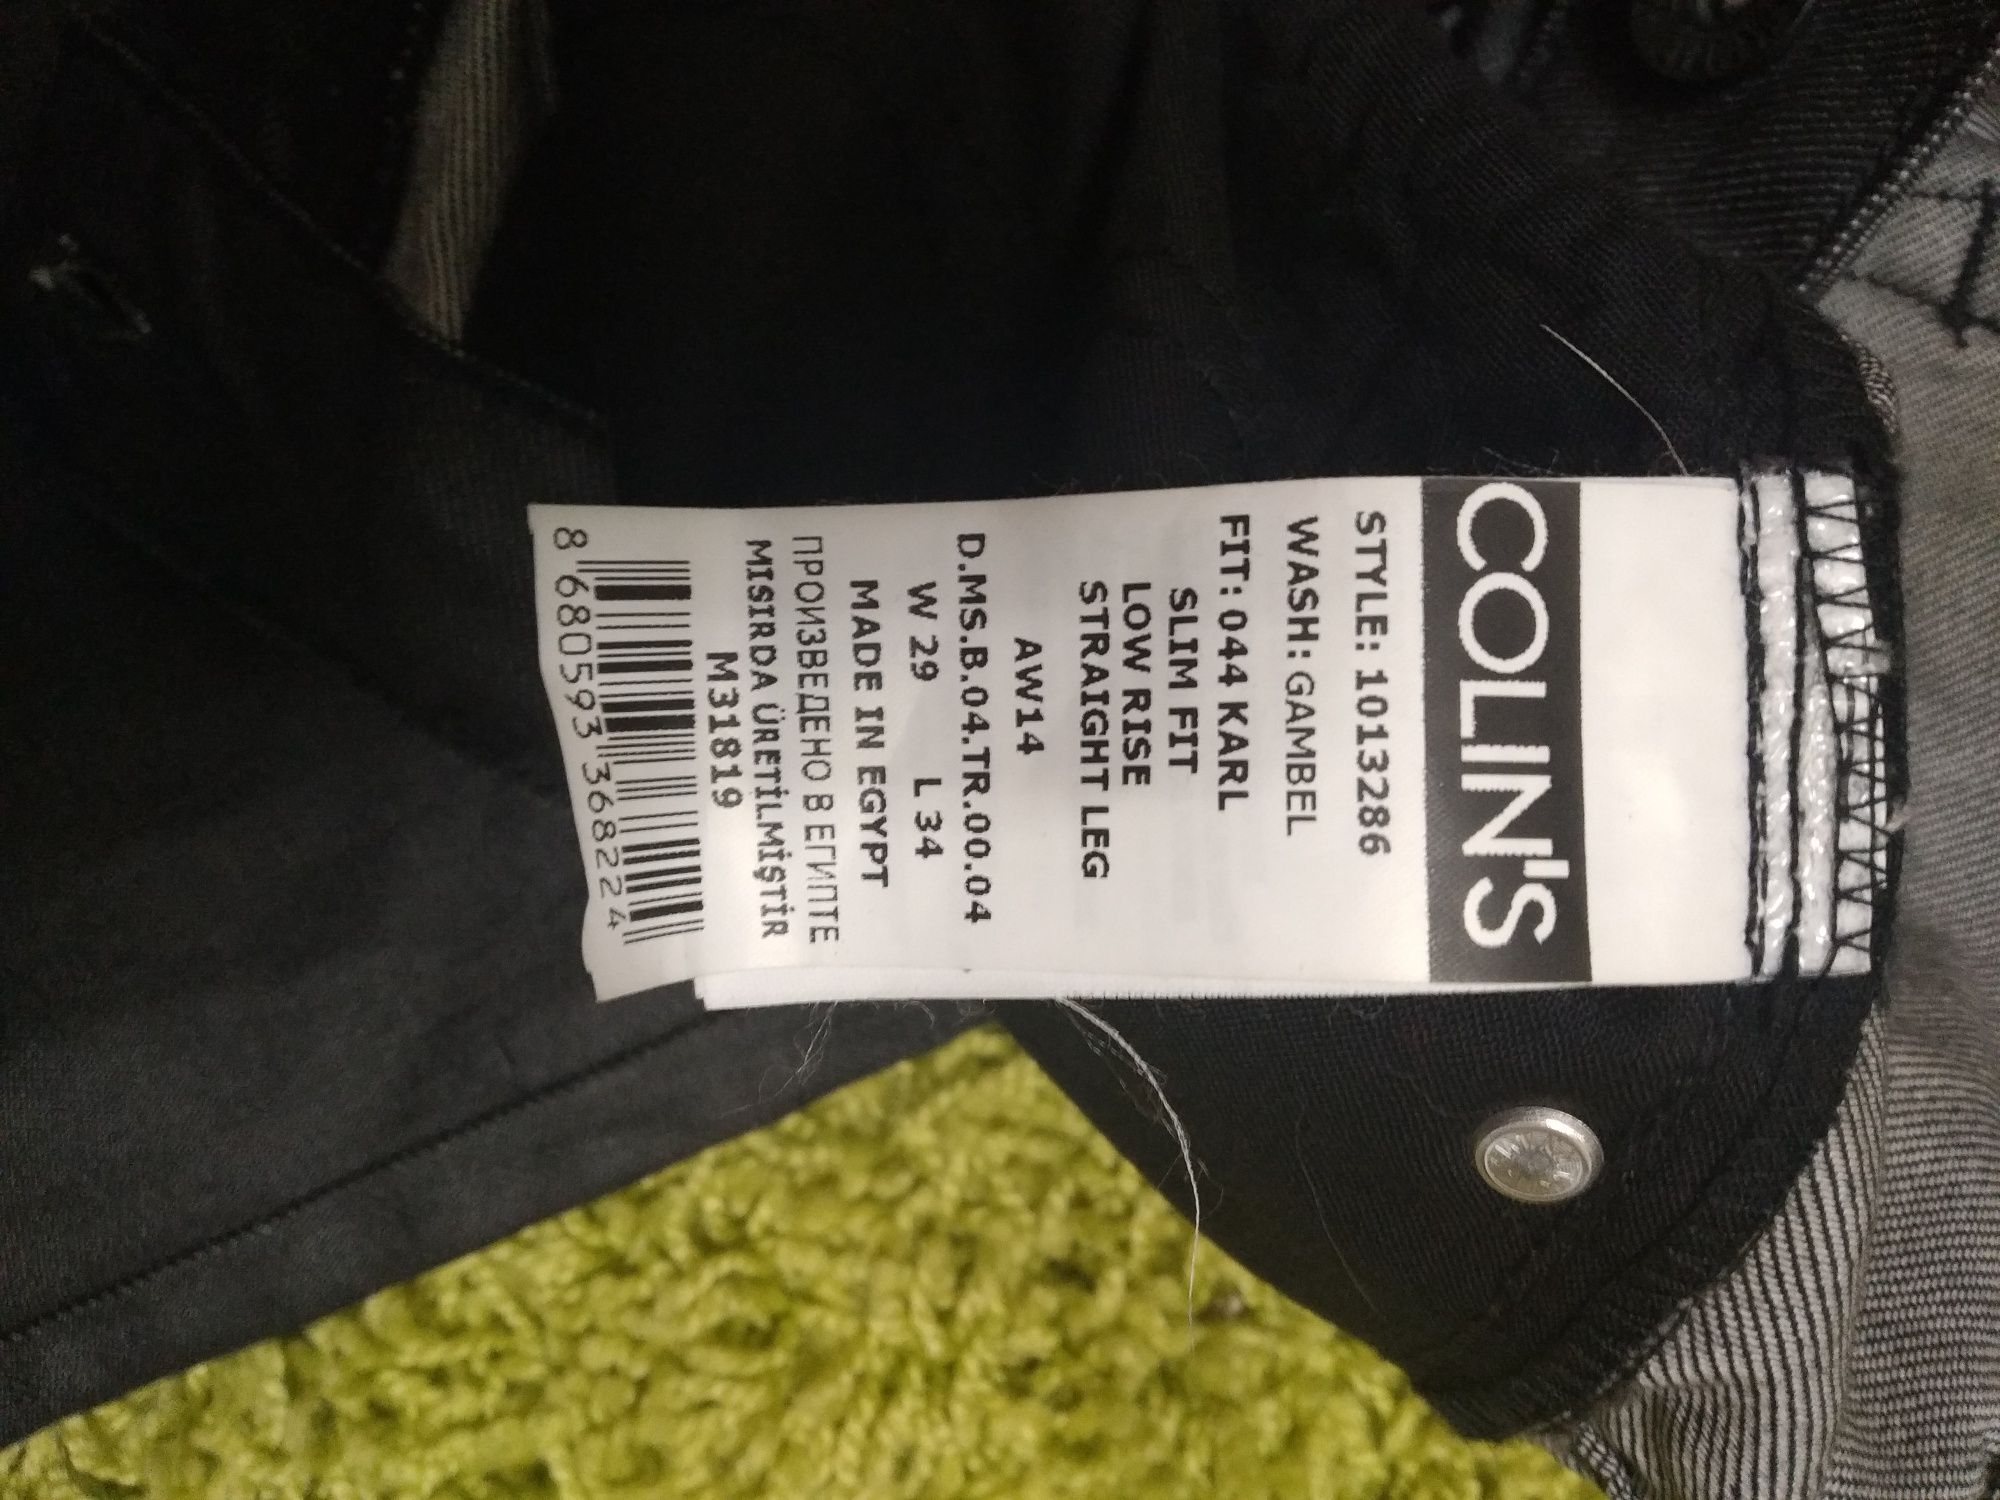 COLIN'S
STYLE: 1013286
WASH: GAMBEL
FIT: 044 KARL
SLIM FIT
LOW RISE
STRAIGHT LEG
AW14
D.MS.B.04.TR.00.04
W 29 L 34
MADE IN EGYPT
ПРОИЗВЕДЕНО В ЕГИПТЕ
MISIRDA ÜRETİLMİŞTİR
M31819
8 680593 368224